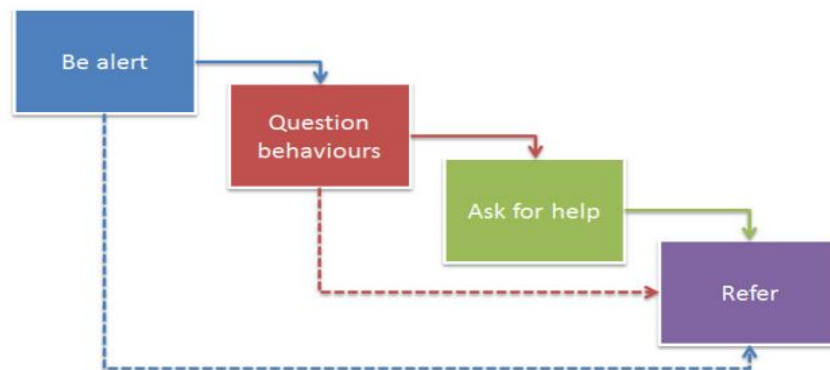 Be alert
Question
behaviours
Ask for help
Refer